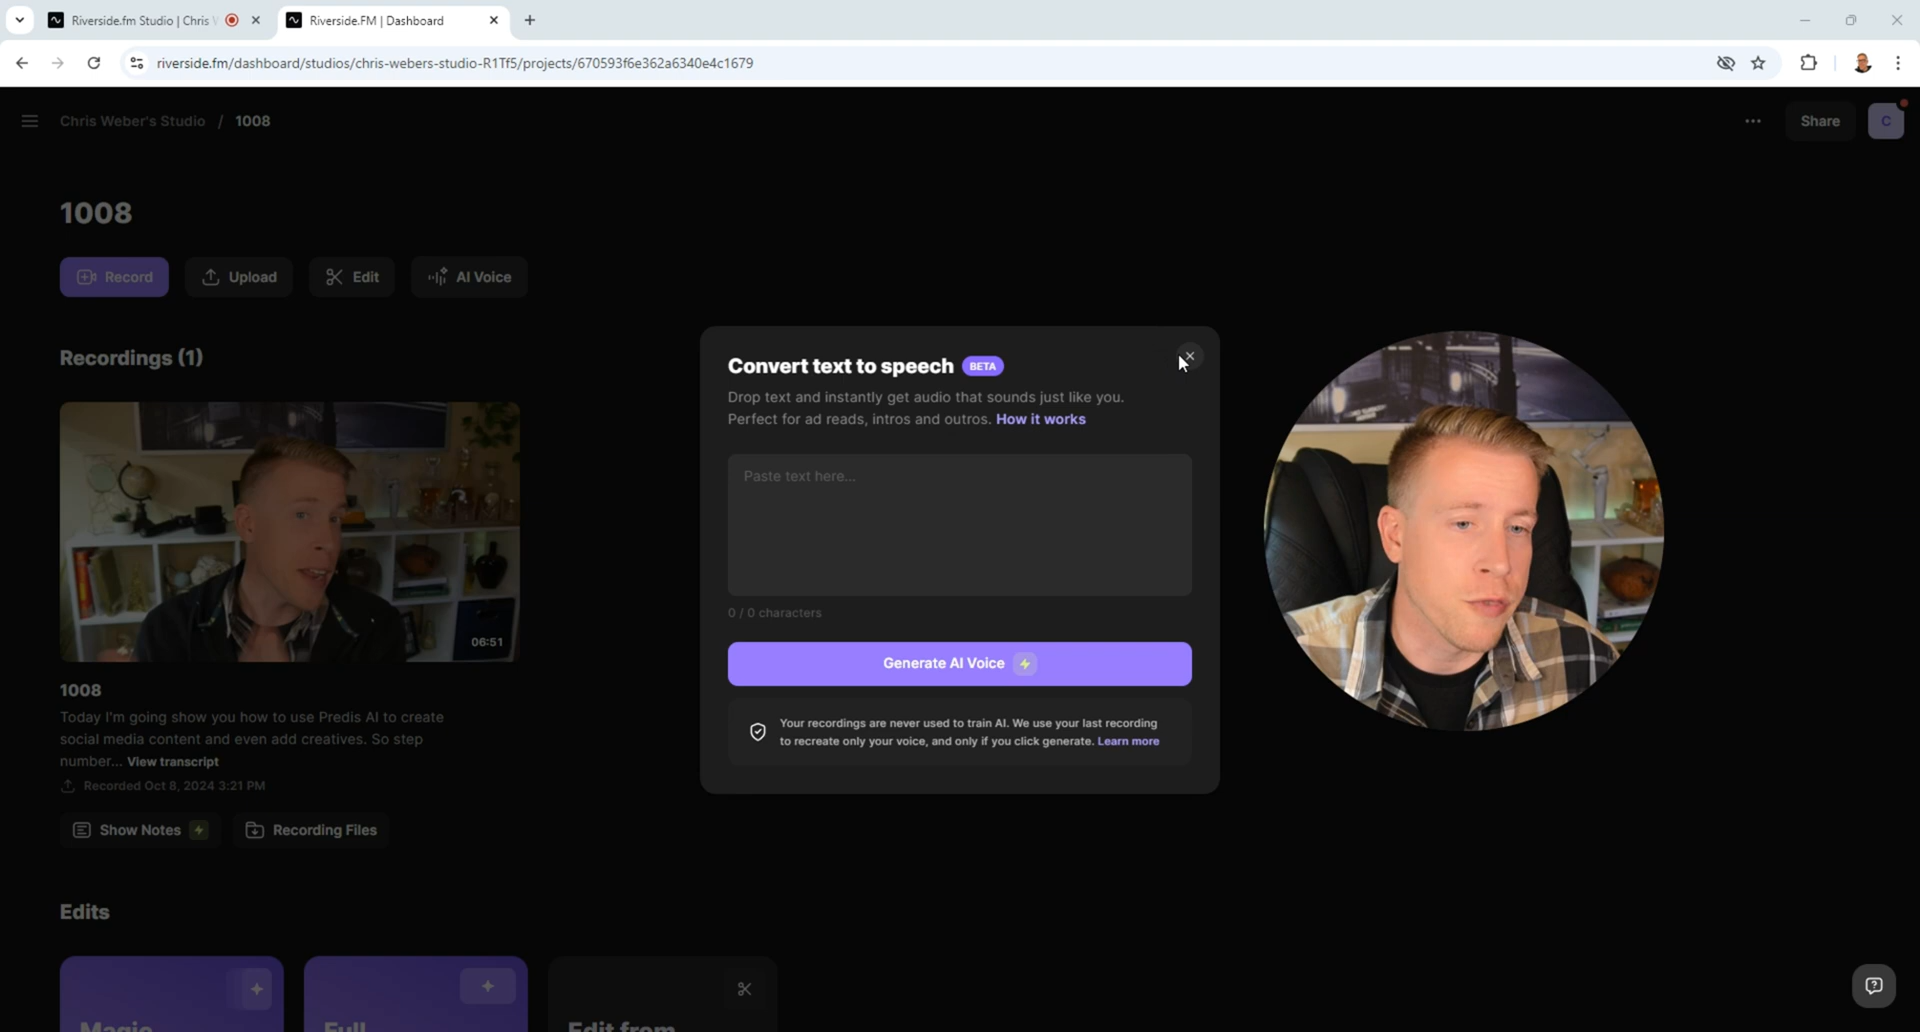 Riverside.fm Studio | Chris
Riverside.FM | Dashboard
riverside.fm/dashboard/studios/chris-webers-studio-R1Tf5/projects/670593f6e362a6340e4c1679
Chris Weber's Studio / 1008
Share
C
1008
Record
Upload
Edit
AI Voice
Recordings (1)
06:51
1008
Today I'm going show you how to use Predis AI to create
social media content and even add creatives. So step
number... View transcript
Recorded Oct 8, 2024 3:21 PM
Show Notes
Recording Files
Edits
Magic
Full
Edit from
Convert text to speech BETA
Drop text and instantly get audio that sounds just like you.
Perfect for ad reads, intros and outros. How it works
Paste text here...
0 / 0 characters
Generate AI Voice
Your recordings are never used to train AI. We use your last recording
to recreate only your voice, and only if you click generate. Learn more